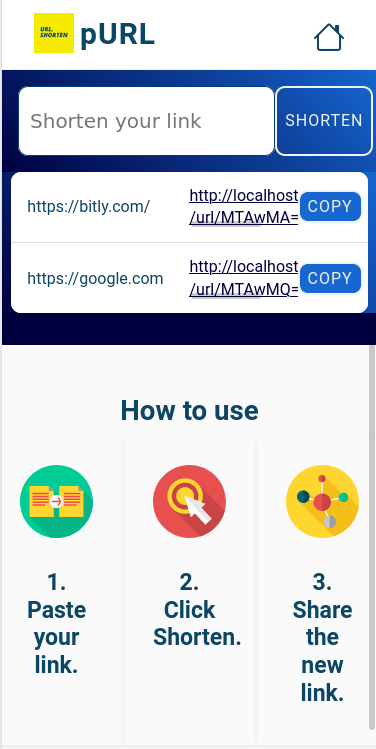 URL.
SHORTEN
pURL
Shorten your link
SHORTEN
https://bitly.com/
http://localhost
/url/MTAwMA=
COPY
https://google.com
http://localhost
/url/MTAwMQ=
COPY
How to use
1.
Paste
your
link.
2.
Click
Shorten.
3.
Share
the
new
link.